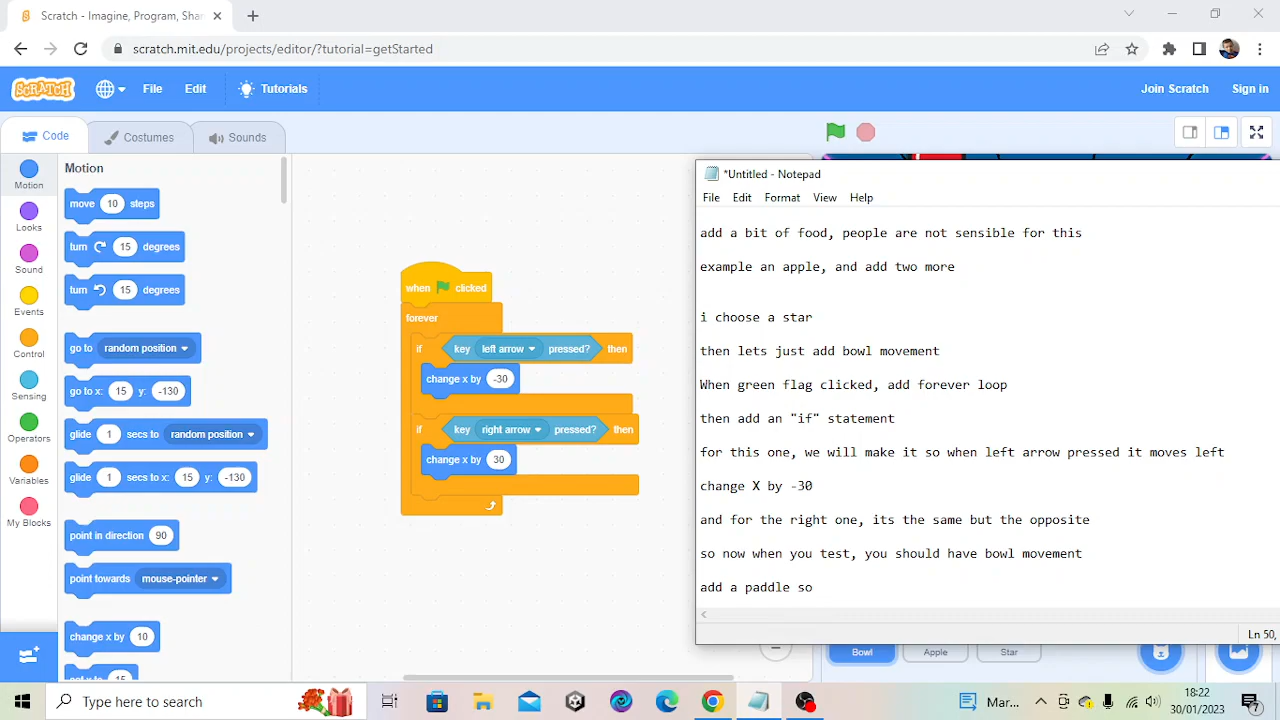 Scratch - Imagine, Program, Shar
scratch.mit.edu/projects/editor/?tutorial=getStarted
SCRATCH
File
Edit
Tutorials
Join Scratch
Sign in
Code
Costumes
Sounds
Motion
Looks
Sound
Events
Control
Sensing
Operators
Variables
My Blocks
Motion
move 10 steps
turn 15 degrees
turn 15 degrees
go to random position
go to x: 15 y: -130
glide 1 secs to random position
glide 1 secs to x: 15 y: -130
point in direction 90
point towards mouse-pointer
change x by 10
set x to 15
when clicked
forever
if key left arrow pressed? then
change x by -30
if key right arrow pressed? then
change x by 30
*Untitled - Notepad
File Edit Format View Help
add a bit of food, people are not sensible for this
example an apple, and add two more
i choose a star
then lets just add bowl movement
When green flag clicked, add forever loop
then add an "if" statement
for this one, we will make it so when left arrow pressed it moves left
change X by -30
and for the right one, its the same but the opposite
so now when you test, you should have bowl movement
add a paddle so
Ln 50,
Bowl
Apple
Star
Type here to search
Mar...
18:22
30/01/2023
7